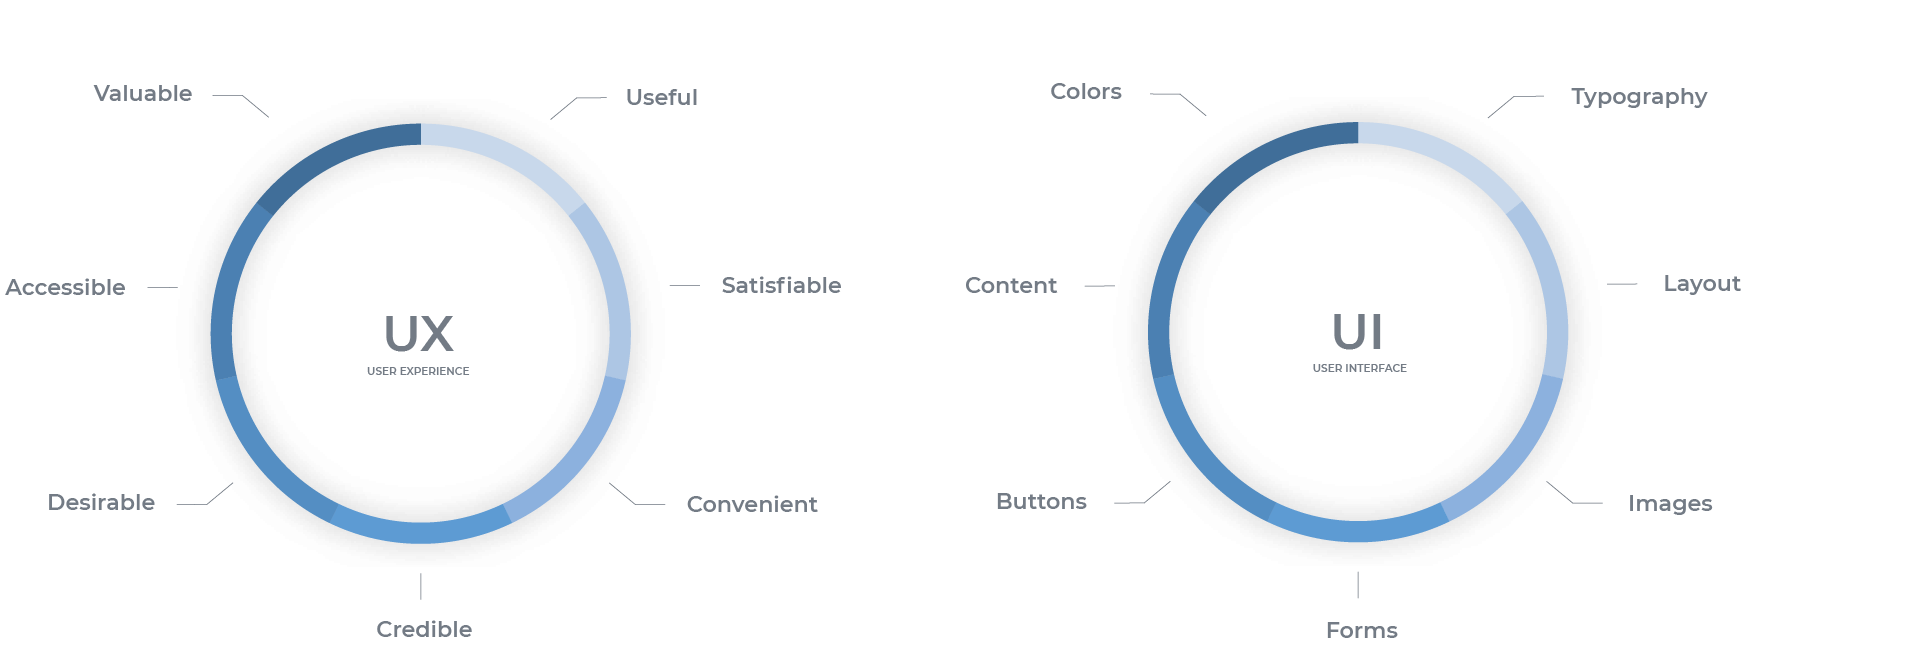 Valuable
Useful
Accessible
Satisfiable
UX
USER EXPERIENCE
Desirable
Convenient
Credible
Colors
Typography
Content
Layout
UI
USER INTERFACE
Buttons
Images
Forms